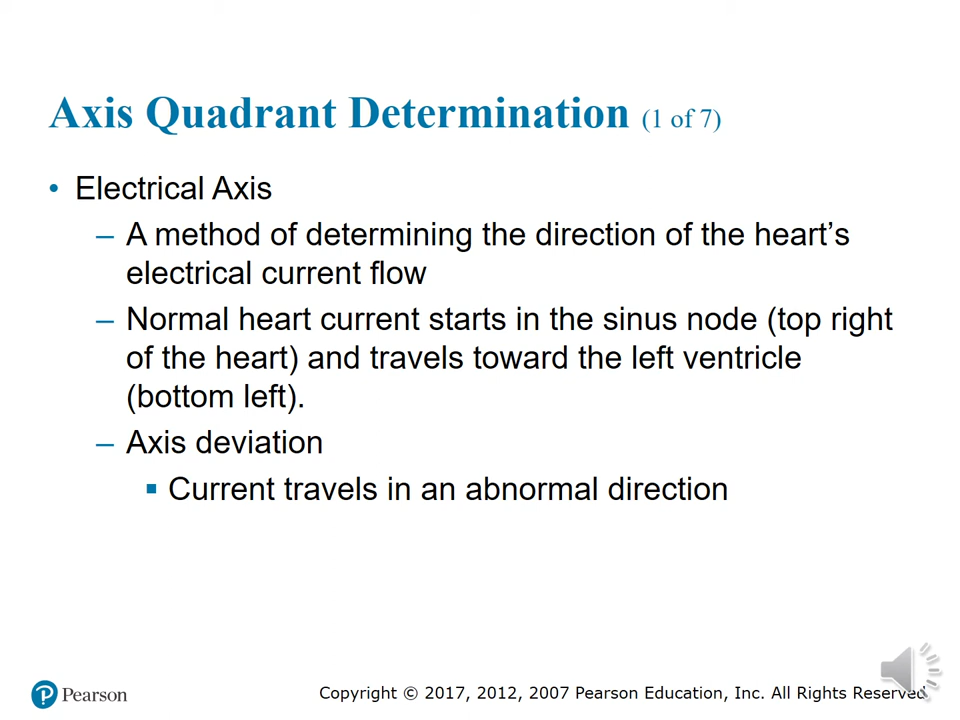 Axis Quadrant Determination (1 of 7)
• Electrical Axis
– A method of determining the direction of the heart’s
electrical current flow
– Normal heart current starts in the sinus node (top right
of the heart) and travels toward the left ventricle
(bottom left).
– Axis deviation
▪ Current travels in an abnormal direction
P Pearson
Copyright © 2017, 2012, 2007 Pearson Education, Inc. All Rights Reserved